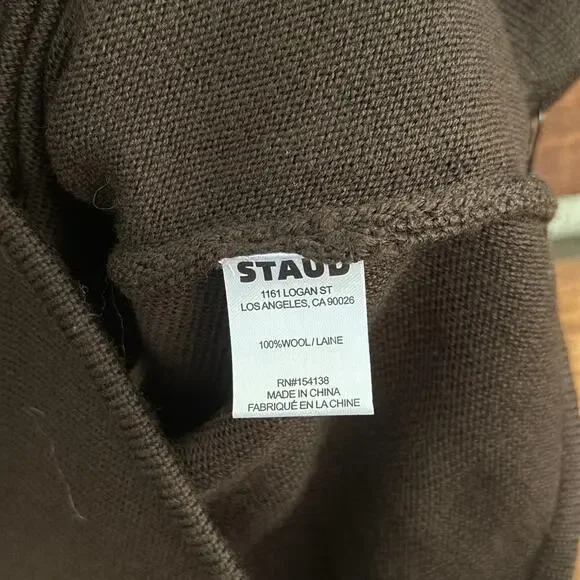 STAUD
1161 LOGAN ST
LOS ANGELES, CA 90026
100%WOOL/LAINE
RN#154138
MADE IN CHINA
FABRIQUÉ EN LA CHINE